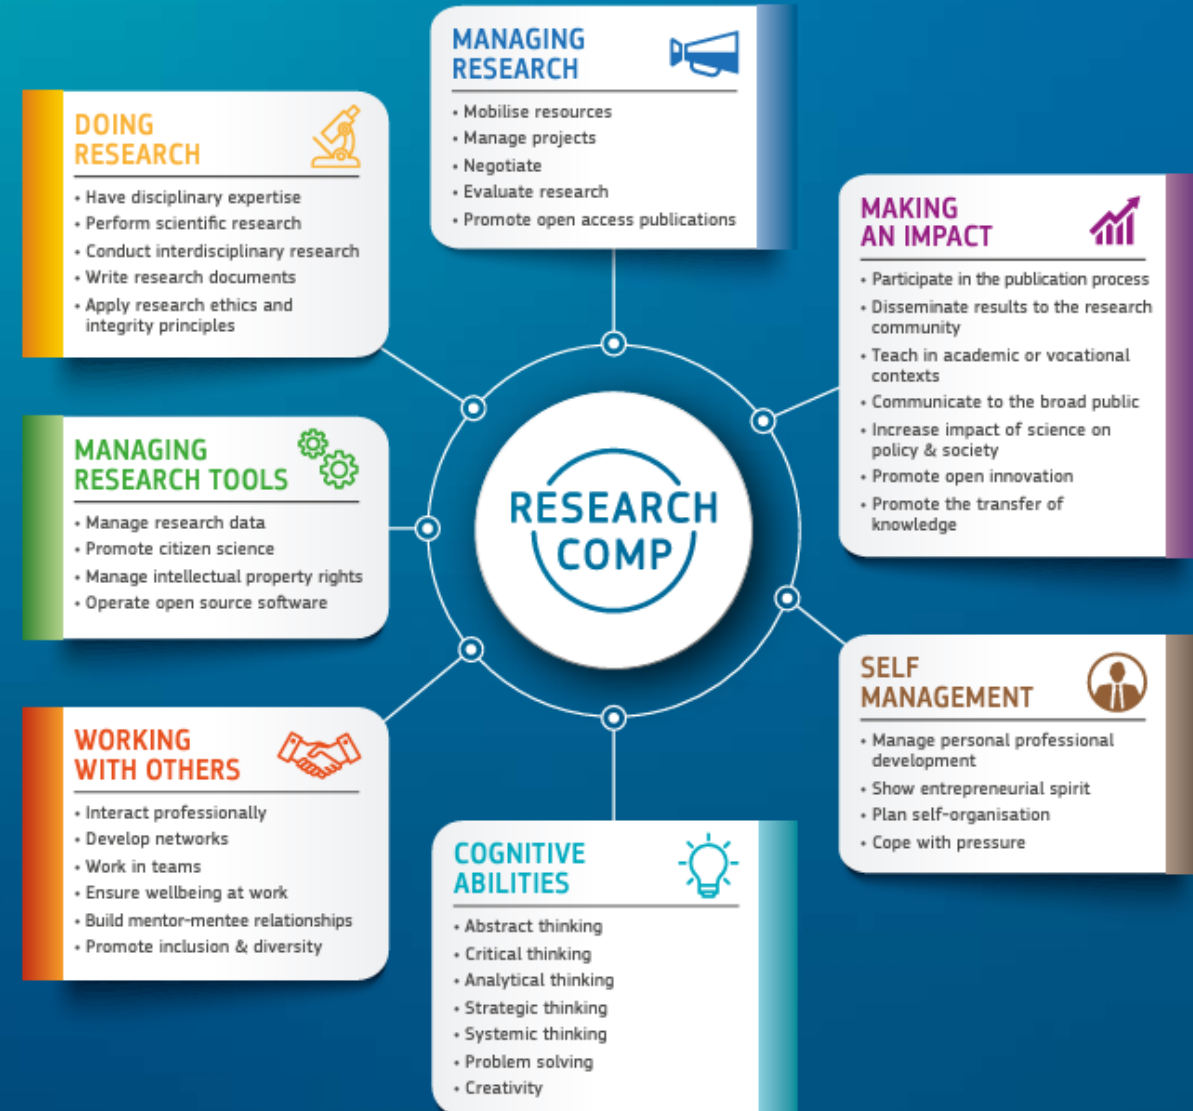 MANAGING
RESEARCH
• Mobilise resources
• Manage projects
• Negotiate
• Evaluate research
• Promote open access publications
DOING
RESEARCH
• Have disciplinary expertise
• Perform scientific research
• Conduct interdisciplinary research
• Write research documents
• Apply research ethics and
integrity principles
MAKING
AN IMPACT
• Participate in the publication process
• Disseminate results to the research
community
• Teach in academic or vocational
contexts
• Communicate to the broad public
• Increase impact of science on
policy & society
• Promote open innovation
• Promote the transfer of
knowledge
MANAGING
RESEARCH TOOLS
• Manage research data
• Promote citizen science
• Manage intellectual property rights
• Operate open source software
RESEARCH
COMP
SELF
MANAGEMENT
• Manage personal professional
development
• Show entrepreneurial spirit
• Plan self-organisation
• Cope with pressure
WORKING
WITH OTHERS
• Interact professionally
• Develop networks
• Work in teams
• Ensure wellbeing at work
• Build mentor-mentee relationships
• Promote inclusion & diversity
COGNITIVE
ABILITIES
• Abstract thinking
• Critical thinking
• Analytical thinking
• Strategic thinking
• Systemic thinking
• Problem solving
• Creativity